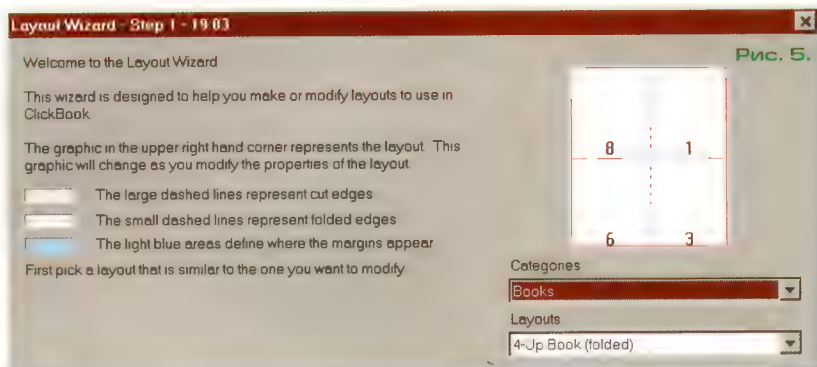 Layout Wizard - Step 1 - 19:03
Рис. 5.
Welcome to the Layout Wizard
This wizard is designed to help you make or modify layouts to use in
ClickBook
The graphic in the upper right hand corner represents the layout. This
graphic will change as you modify the properties of the layout
The large dashed lines represent cut edges
The small dashed lines represent folded edges
The light blue areas define where the margins appear
First pick a layout that is similar to the one you want to modify
8 1
6 3
Categories
Books
Layouts
4-Up Book (folded)